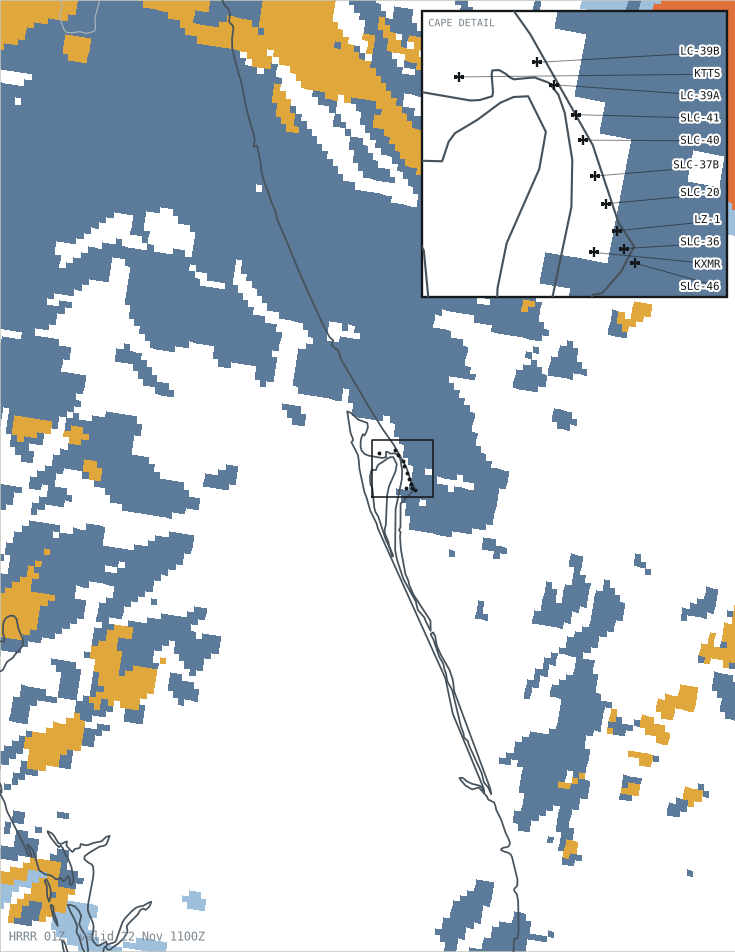 CAPE DETAIL
LC-39B
KTTS
LC-39A
SLC-41
SLC-40
SLC-37B
SLC-20
LZ-1
SLC-36
KXMR
SLC-46
HRRR 01Z valid 22 Nov 1100Z